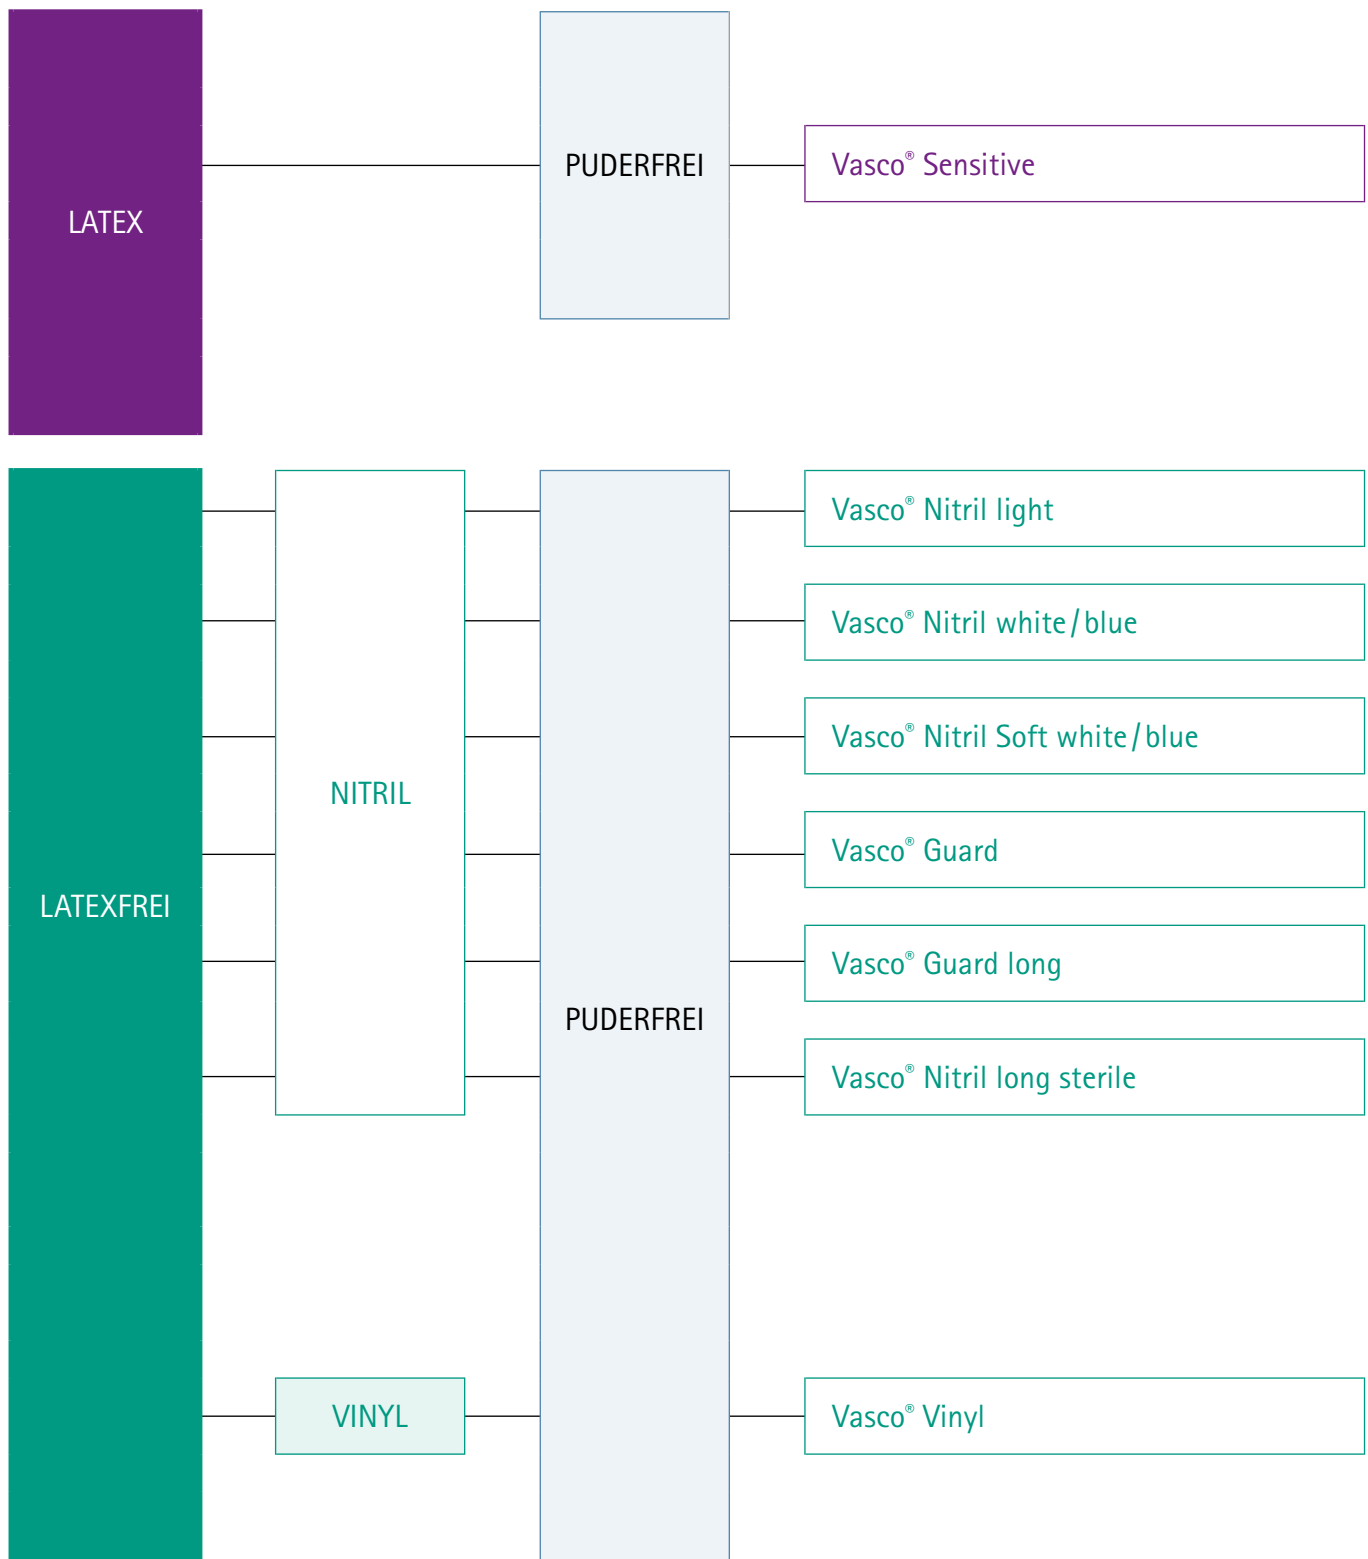 LATEX
PUDERFREI
Vasco® Sensitive
LATEXFREI
NITRIL
PUDERFREI
Vasco® Nitril light
Vasco® Nitril white/blue
Vasco® Nitril Soft white/blue
Vasco® Guard
Vasco® Guard long
Vasco® Nitril long sterile
VINYL
Vasco® Vinyl